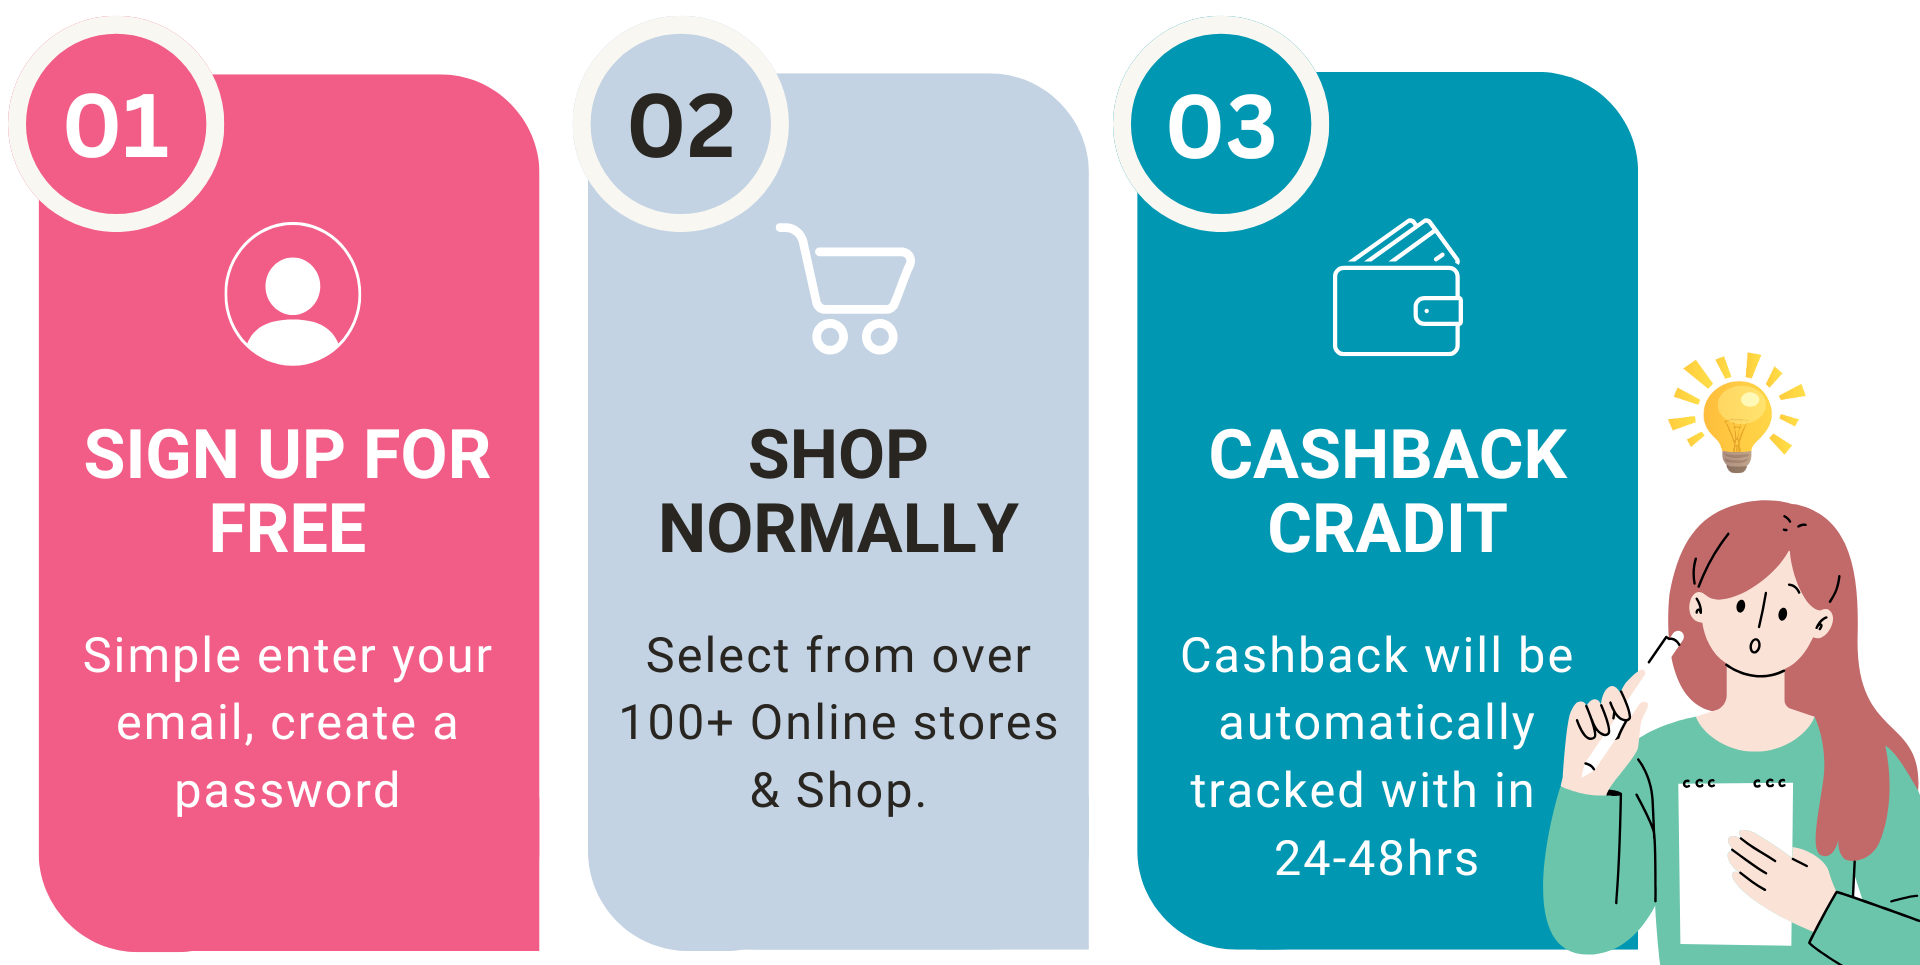 01
SIGN UP FOR
FREE
Simple enter your
email, create a
password
02
SHOP
NORMALLY
Select from over
100+ Online stores
& Shop.
03
CASHBACK
CRADIT
Cashback will be
automatically
tracked with in
24-48hrs